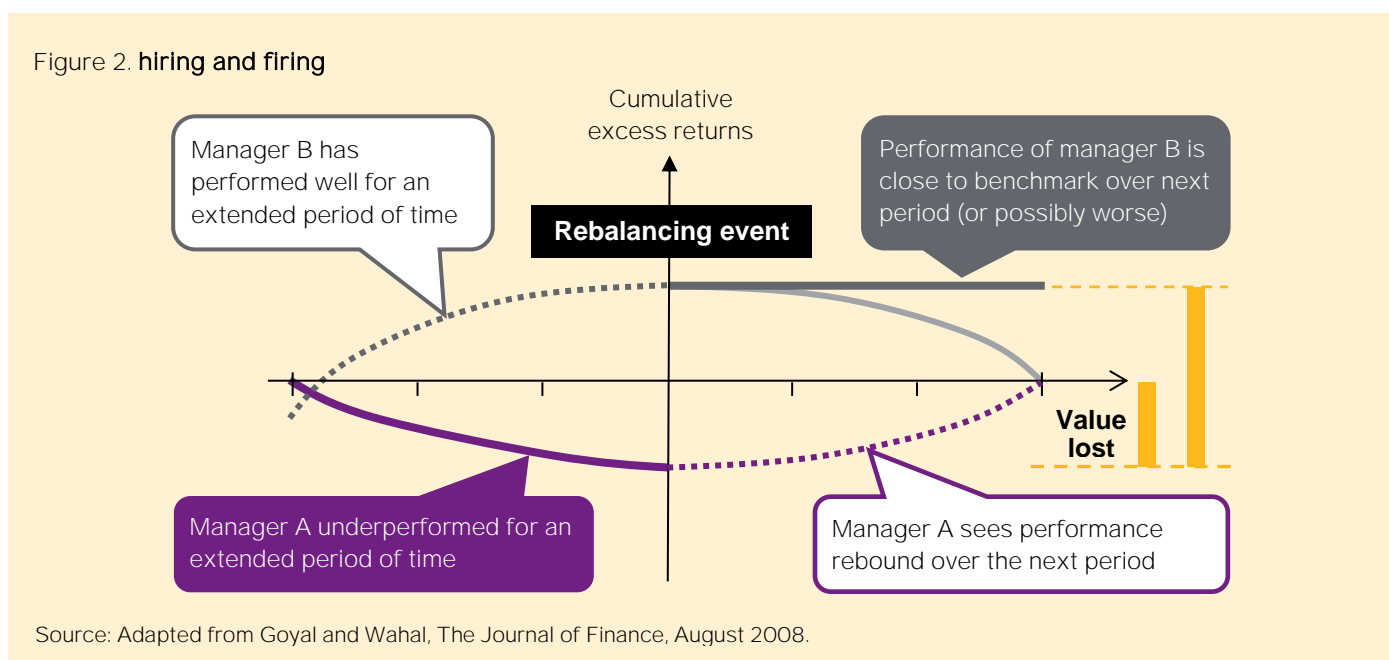 Figure 2. hiring and firing
Cumulative
excess returns
Manager B has
performed well for an
extended period of time
Performance of manager B is
close to benchmark over next
period (or possibly worse)
Rebalancing event
Value
lost
Manager A underperformed for an
extended period of time
Manager A sees performance
rebound over the next period
Source: Adapted from Goyal and Wahal, The Journal of Finance, August 2008.